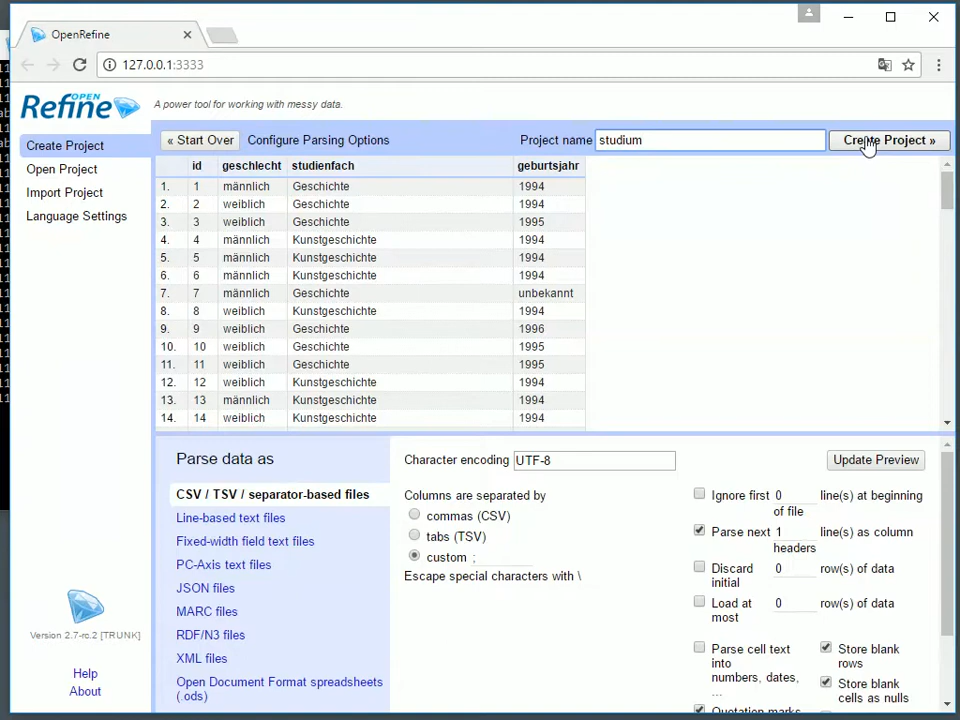 OpenRefine
127.0.0.1:3333
OPEN
Refine
A power tool for working with messy data.
Create Project
Open Project
Import Project
Language Settings
« Start Over Configure Parsing Options Project name studium Create Project »
id geschlecht studienfach geburtsjahr
1. 1 männlich Geschichte 1994
2. 2 weiblich Geschichte 1994
3. 3 weiblich Geschichte 1995
4. 4 männlich Kunstgeschichte 1994
5. 5 männlich Kunstgeschichte 1994
6. 6 männlich Kunstgeschichte 1994
7. 7 männlich Geschichte unbekannt
8. 8 weiblich Kunstgeschichte 1994
9. 9 weiblich Geschichte 1996
10. 10 weiblich Geschichte 1995
11. 11 weiblich Geschichte 1995
12. 12 weiblich Kunstgeschichte 1994
13. 13 männlich Kunstgeschichte 1994
14. 14 weiblich Kunstgeschichte 1994
Parse data as
CSV / TSV / separator-based files
Line-based text files
Fixed-width field text files
PC-Axis text files
JSON files
MARC files
RDF/N3 files
XML files
Open Document Format spreadsheets
(.ods)
Character encoding UTF-8
Update Preview
Columns are separated by
commas (CSV)
tabs (TSV)
custom ;
Escape special characters with \
Ignore first 0 line(s) at beginning
of file
Parse next 1 line(s) as column
headers
Discard 0 row(s) of data
initial
Load at 0 row(s) of data
most
Parse cell text
into
numbers, dates,
...
Quotation marks
Store blank
rows
Store blank
cells as nulls
Version 2.7-rc.2 [TRUNK]
Help
About